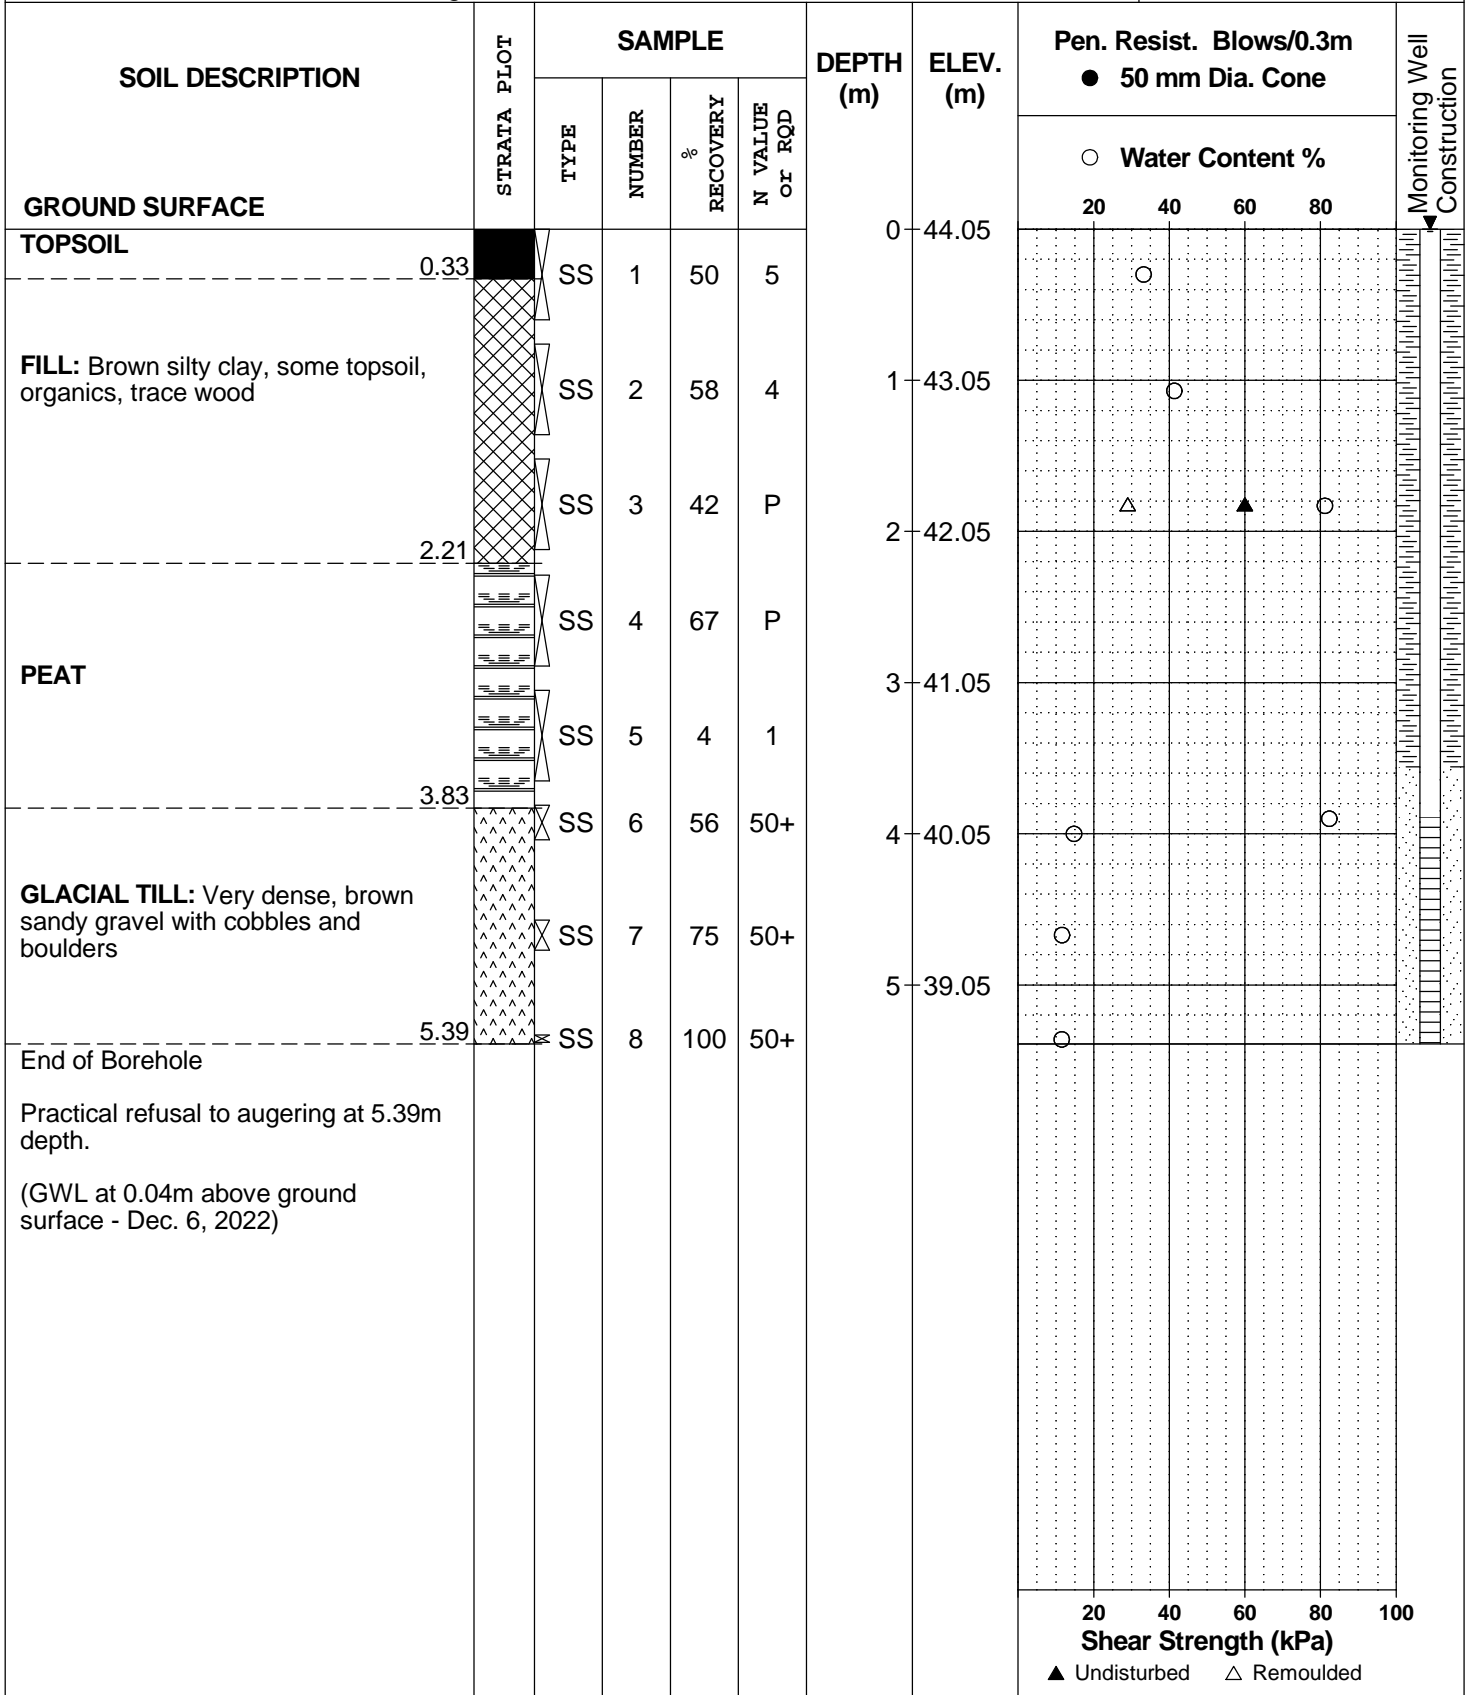 SOIL DESCRIPTION
GROUND SURFACE
STRATA PLOT
SAMPLE
TYPE
NUMBER
% RECOVERY
N VALUE
or RQD
DEPTH
(m)
ELEV.
(m)
Pen. Resist. Blows/0.3m
● 50 mm Dia. Cone
○ Water Content %
20 40 60 80
Monitoring Well
Construction
TOPSOIL
0.33
SS 1 50 5
0 44.05
FILL: Brown silty clay, some topsoil,
organics, trace wood
SS 2 58 4
1 43.05
SS 3 42 P
2 42.05
2.21
SS 4 67 P
PEAT
3 41.05
SS 5 4 1
3.83
SS 6 56 50+
4 40.05
GLACIAL TILL: Very dense, brown
sandy gravel with cobbles and
boulders
SS 7 75 50+
5 39.05
5.39
SS 8 100 50+
End of Borehole
Practical refusal to augering at 5.39m
depth.
(GWL at 0.04m above ground
surface - Dec. 6, 2022)
20 40 60 80 100
Shear Strength (kPa)
▲ Undisturbed △ Remoulded